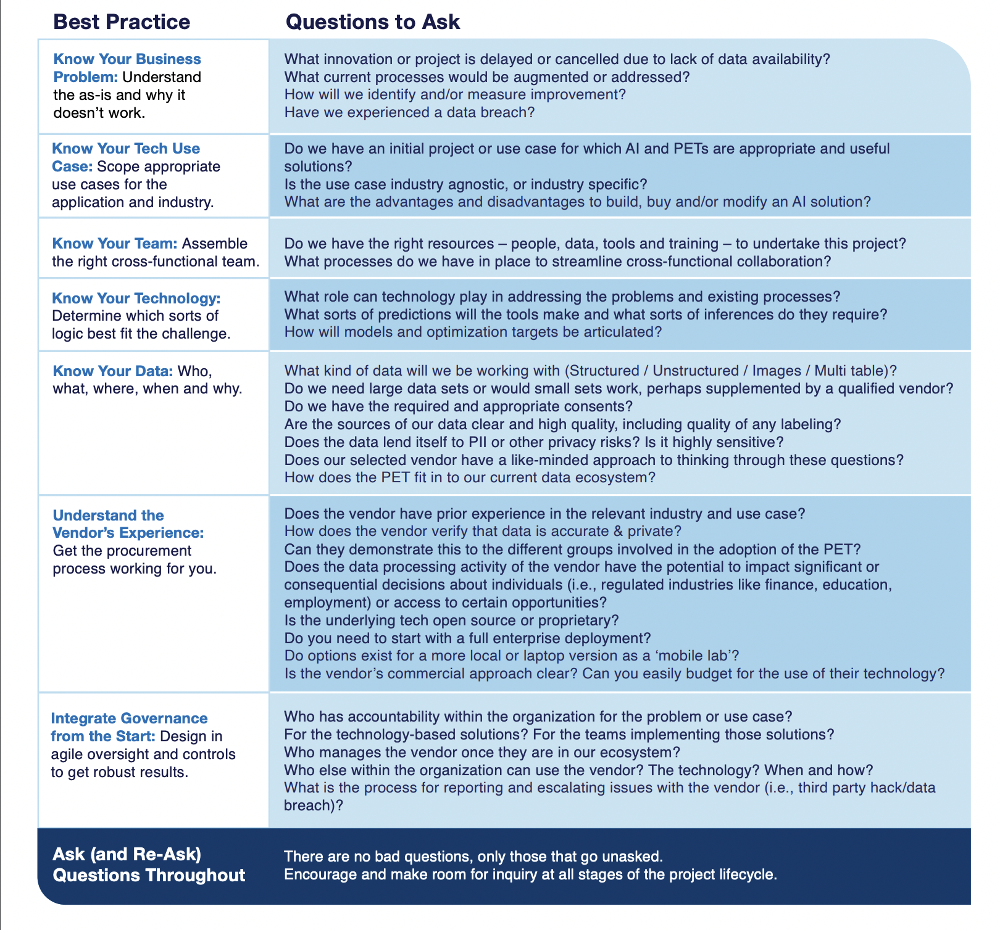 Best Practice
Questions to Ask
Know Your Business
Problem: Understand
the as-is and why it
doesn’t work.
What innovation or project is delayed or cancelled due to lack of data availability?
What current processes would be augmented or addressed?
How will we identify and/or measure improvement?
Have we experienced a data breach?
Know Your Tech Use
Case: Scope appropriate
use cases for the
application and industry.
Do we have an initial project or use case for which AI and PETs are appropriate and useful
solutions?
Is the use case industry agnostic, or industry specific?
What are the advantages and disadvantages to build, buy and/or modify an AI solution?
Know Your Team: Assemble
the right cross-functional team.
Do we have the right resources – people, data, tools and training – to undertake this project?
What processes do we have in place to streamline cross-functional collaboration?
Know Your Technology:
Determine which sorts of
logic best fit the challenge.
What role can technology play in addressing the problems and existing processes?
What sorts of predictions will the tools make and what sorts of inferences do they require?
How will models and optimization targets be articulated?
Know Your Data: Who,
what, where, when and why.
What kind of data will we be working with (Structured / Unstructured / Images / Multi table)?
Do we need large data sets or would small sets work, perhaps supplemented by a qualified vendor?
Do we have the required and appropriate consents?
Are the sources of our data clear and high quality, including quality of any labeling?
Does the data lend itself to PII or other privacy risks? Is it highly sensitive?
Does our selected vendor have a like-minded approach to thinking through these questions?
How does the PET fit in to our current data ecosystem?
Understand the
Vendor’s Experience:
Get the procurement
process working for you.
Does the vendor have prior experience in the relevant industry and use case?
How does the vendor verify that data is accurate & private?
Can they demonstrate this to the different groups involved in the adoption of the PET?
Does the data processing activity of the vendor have the potential to impact significant or
consequential decisions about individuals (i.e., regulated industries like finance, education,
employment) or access to certain opportunities?
Is the underlying tech open source or proprietary?
Do you need to start with a full enterprise deployment?
Do options exist for a more local or laptop version as a ‘mobile lab’?
Is the vendor’s commercial approach clear? Can you easily budget for the use of their technology?
Integrate Governance
from the Start: Design in
agile oversight and controls
to get robust results.
Who has accountability within the organization for the problem or use case?
For the technology-based solutions? For the teams implementing those solutions?
Who manages the vendor once they are in our ecosystem?
Who else within the organization can use the vendor? The technology? When and how?
What is the process for reporting and escalating issues with the vendor (i.e., third party hack/data
breach)?
Ask (and Re-Ask)
Questions Throughout
There are no bad questions, only those that go unasked.
Encourage and make room for inquiry at all stages of the project lifecycle.